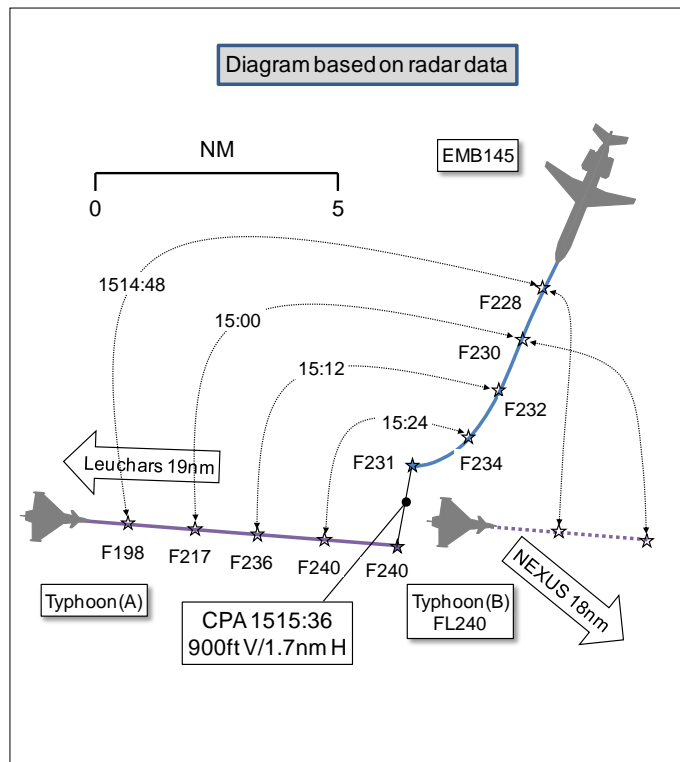 Diagram based on radar data
NM
0 5
EMB145
1514:48
F228
15:00
F230
15:12
F232
15:24
F234
Leuchars 19nm
F231
F198
F217
F236
F240
F240
NEXUS 18nm
Typhoon(A)
CPA 1515:36
900ft V/1.7nm H
Typhoon(B)
FL240